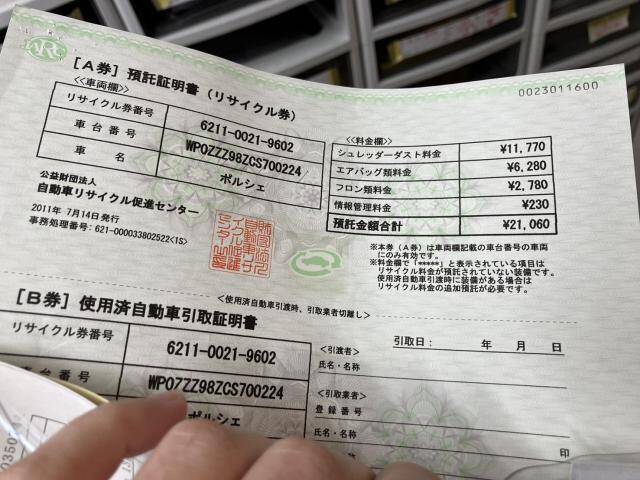 ARC
0023011600
[A券] 預託証明書 (リサイクル券)
≪車両欄≫
リサイクル券番号 6211-0021-9602
車台番号 WP0ZZZ98ZCS700224
車名 ポルシェ
公益財団法人
自動車リサイクル促進センター
2011年 7月14日発行
事務処理番号:621-000033802522<1S>
≪料金欄≫
シュレッダーダスト料金 ¥11,770
エアバッグ類料金 ¥6,280
フロン類料金 ¥2,780
情報管理料金 ¥230
預託金額合計 ¥21,060
※本券(A券)は車両欄記載の車台番号の車両
にのみ有効です。
※料金欄で「*****」と表示されている項目は
リサイクル料金が預託されていない装備です。
使用済自動車引渡時に装備がある場合は
リサイクル料金の追加預託が必要です。
<使用済自動車引渡時、引取業者切離し>
[B券] 使用済自動車引取証明書
リサイクル券番号 6211-0021-9602
車台番号 WP0ZZZ98ZCS700224
ポルシェ
引取日: 年 月 日
<引渡者>
氏名・名称
<引取業者>
登録番号
氏名・名称 印